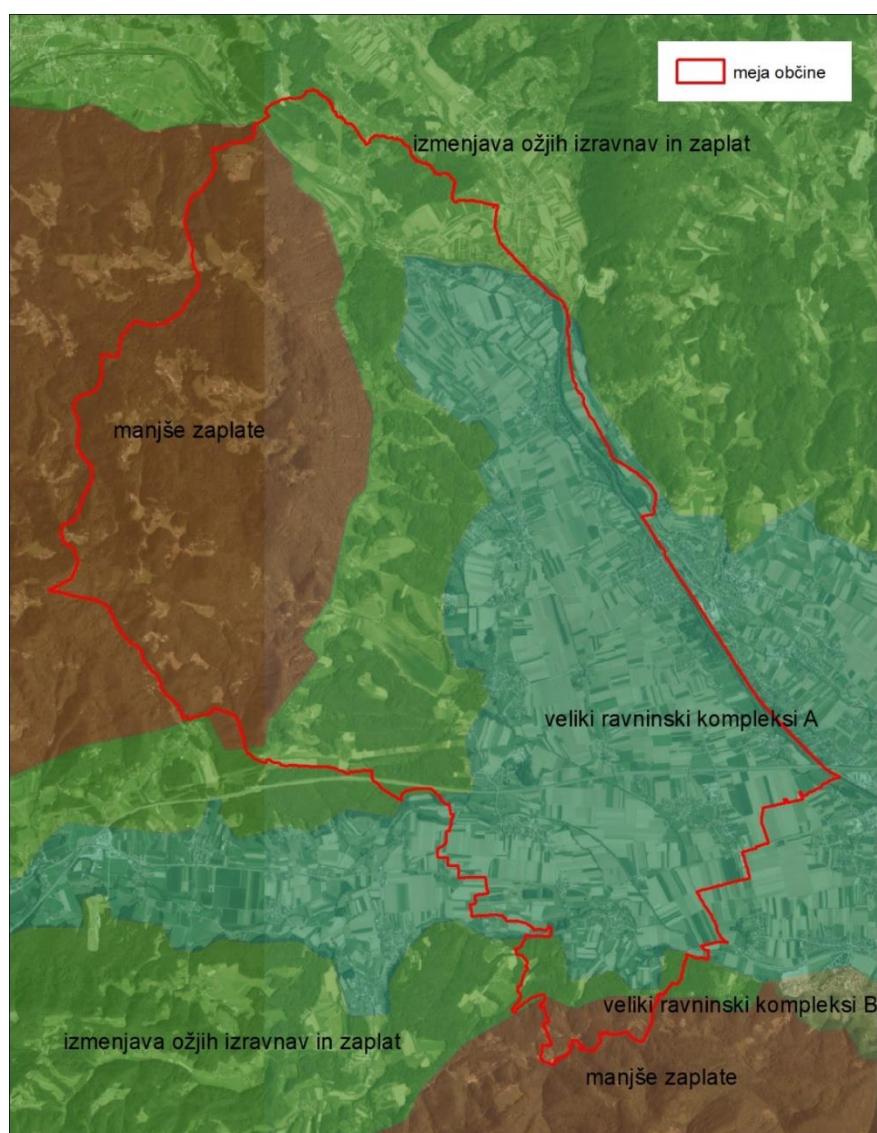 meja občine
izmenjava ožjih izravnav in zaplat
manjše zaplate
veliki ravninski kompleksi A
veliki ravninski kompleksi B
izmenjava ožjih izravnav in zaplat
manjše zaplate